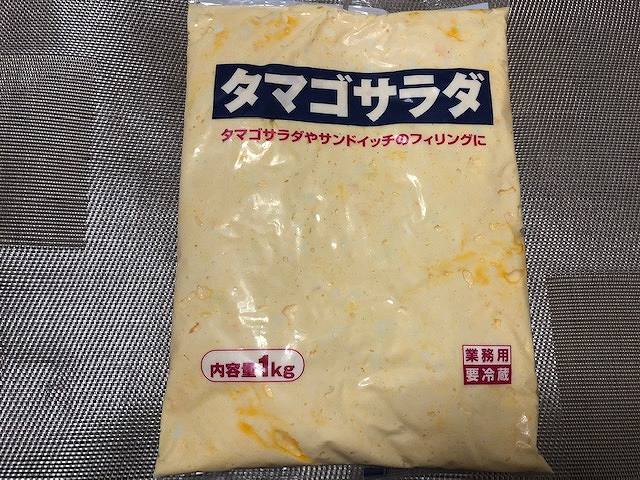 タマゴサラダ
タマゴサラダやサンドイッチのフィリングに
内容量1kg
業務用
要冷蔵